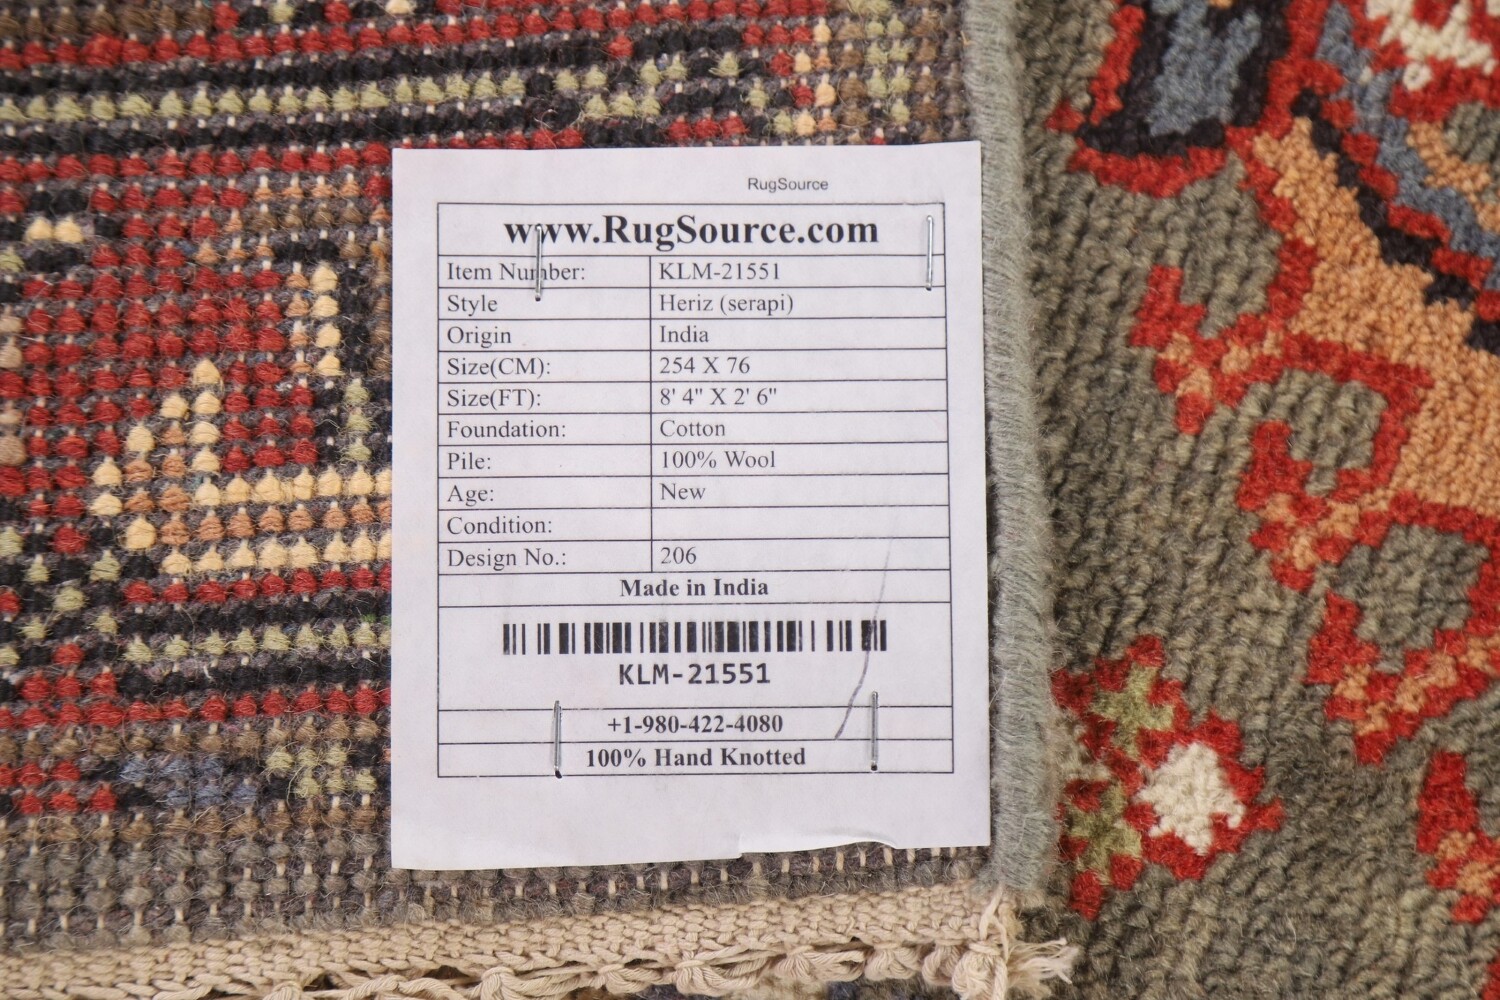 RugSource
www.RugSource.com
Item Number: KLM-21551
Style Heriz (serapi)
Origin India
Size(CM): 254 X 76
Size(FT): 8' 4" X 2' 6"
Foundation: Cotton
Pile: 100% Wool
Age: New
Condition:
Design No.: 206
Made in India
KLM-21551
+1-980-422-4080
100% Hand Knotted